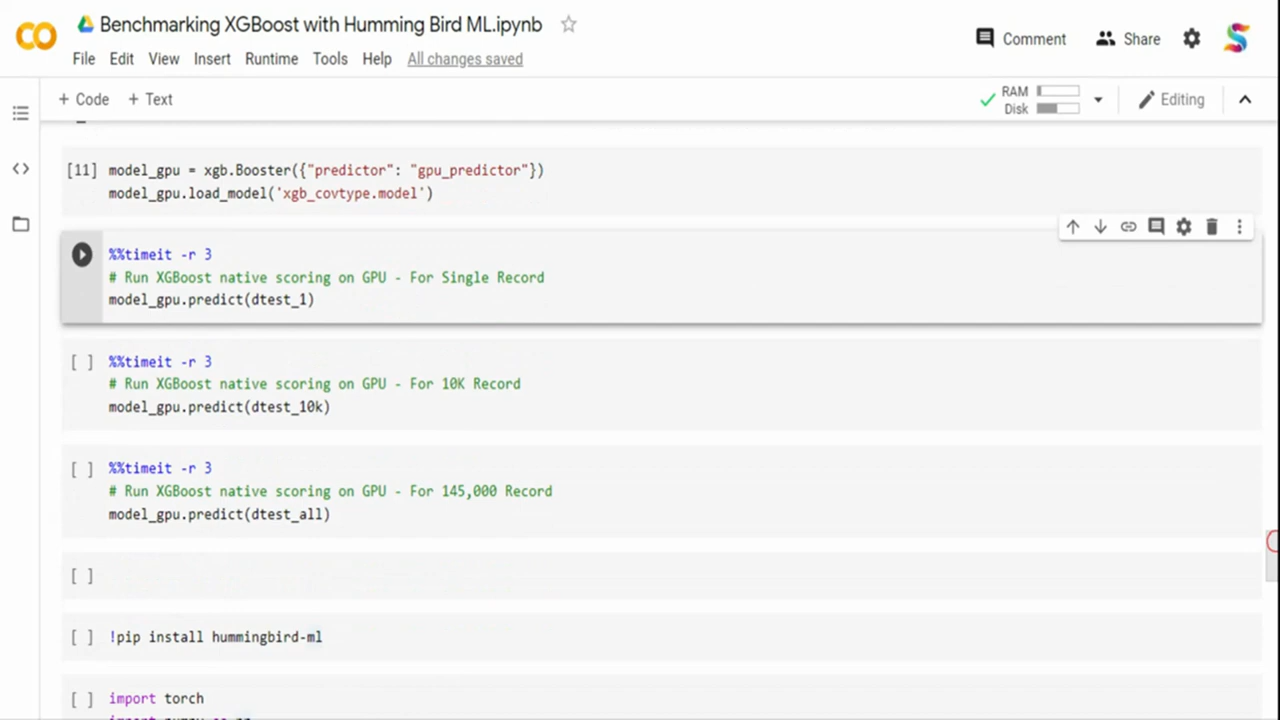 Benchmarking XGBoost with Humming Bird ML.ipynb
Comment
Share
File Edit View Insert Runtime Tools Help All changes saved
+ Code + Text
RAM
Disk
Editing
[11] model_gpu = xgb.Booster({"predictor": "gpu_predictor"})
model_gpu.load_model('xgb_covtype.model')
%%timeit -r 3
# Run XGBoost native scoring on GPU - For Single Record
model_gpu.predict(dtest_1)
[ ] %%timeit -r 3
# Run XGBoost native scoring on GPU - For 10K Record
model_gpu.predict(dtest_10k)
[ ] %%timeit -r 3
# Run XGBoost native scoring on GPU - For 145,000 Record
model_gpu.predict(dtest_all)
[ ]
[ ] !pip install hummingbird-ml
[ ] import torch